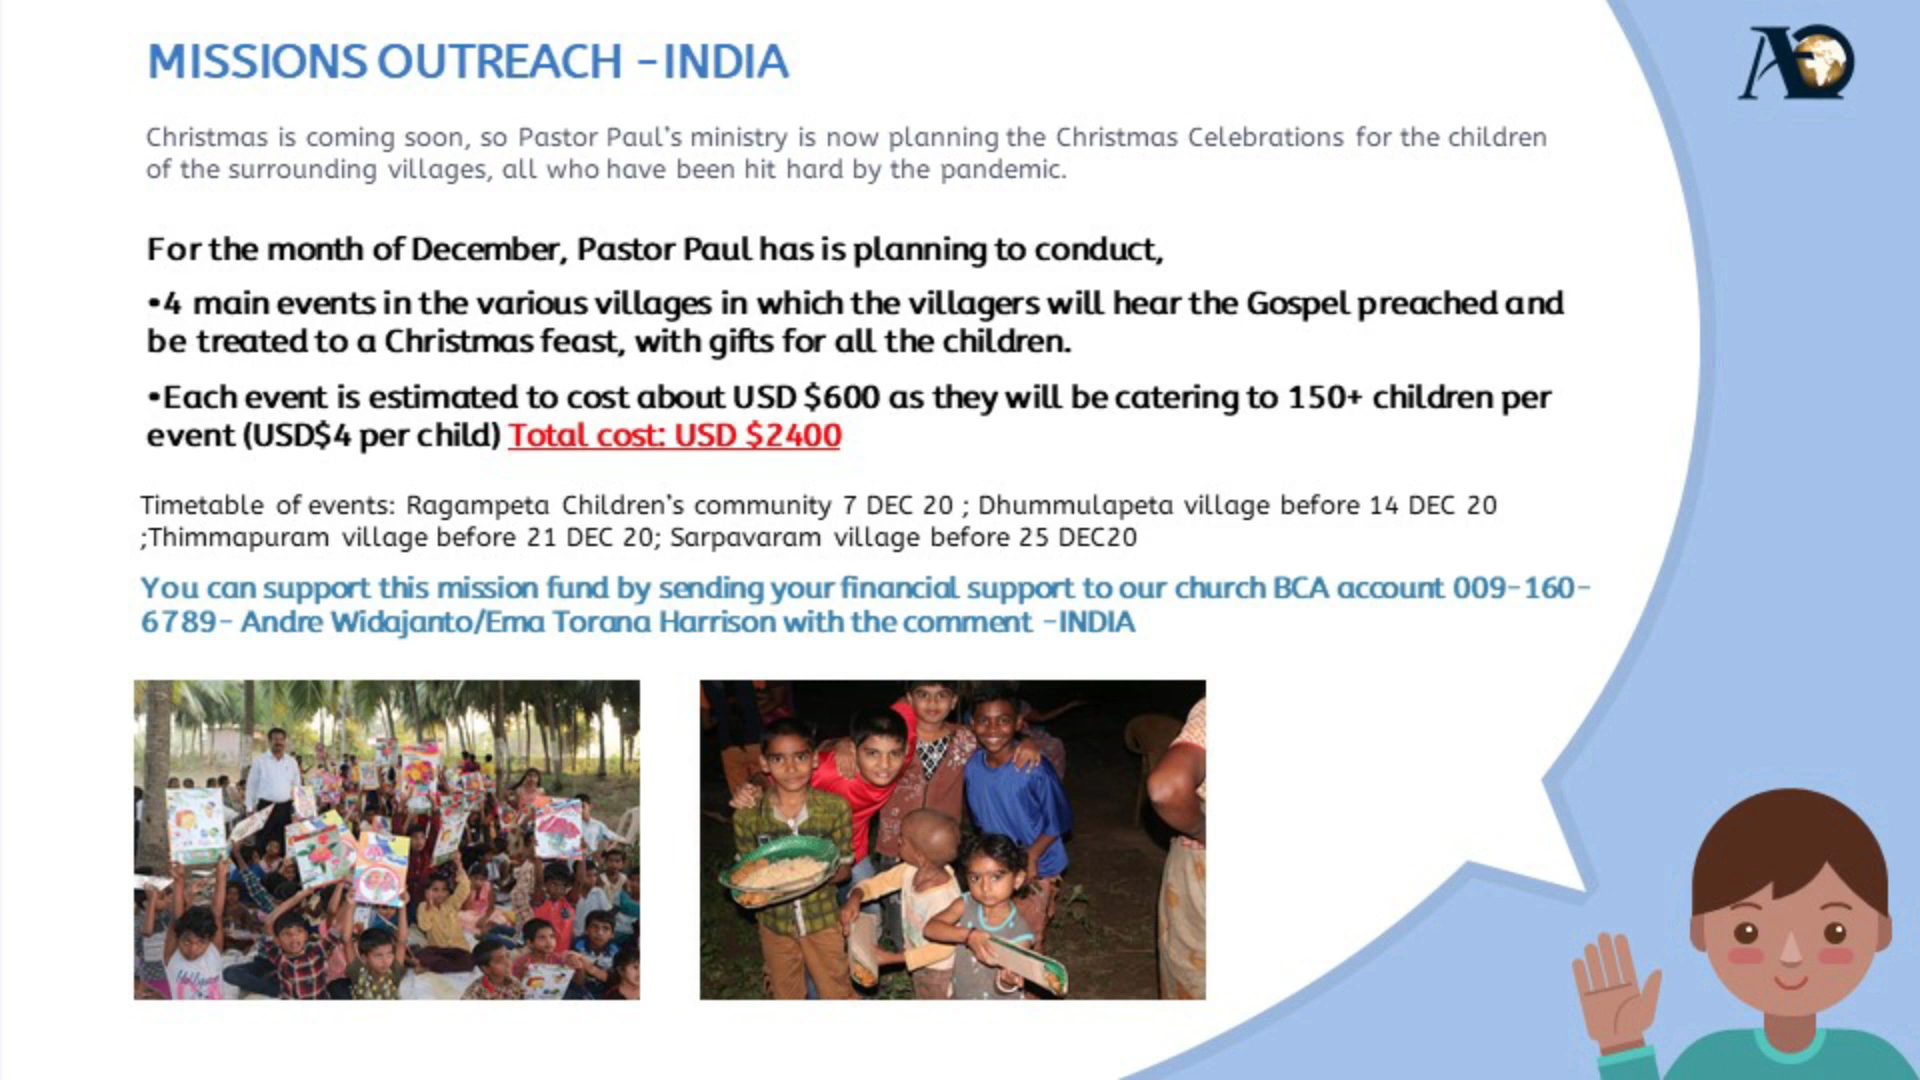 MISSIONS OUTREACH -INDIA
AO
Christmas is coming soon, so Pastor Paul's ministry is now planning the Christmas Celebrations for the children
of the surrounding villages, all who have been hit hard by the pandemic.
For the month of December, Pastor Paul has is planning to conduct,
•4 main events in the various villages in which the villagers will hear the Gospel preached and
be treated to a Christmas feast, with gifts for all the children.
•Each event is estimated to cost about USD $600 as they will be catering to 150+ children per
event (USD$4 per child) Total cost: USD $2400
Timetable of events: Ragampeta Children's community 7 DEC 20 ; Dhummulapeta village before 14 DEC 20
;Thimmapuram village before 21 DEC 20; Sarpavaram village before 25 DEC20
You can support this mission fund by sending your financial support to our church BCA account 009-160-
6789- Andre Widajanto/Ema Torana Harrison with the comment -INDIA